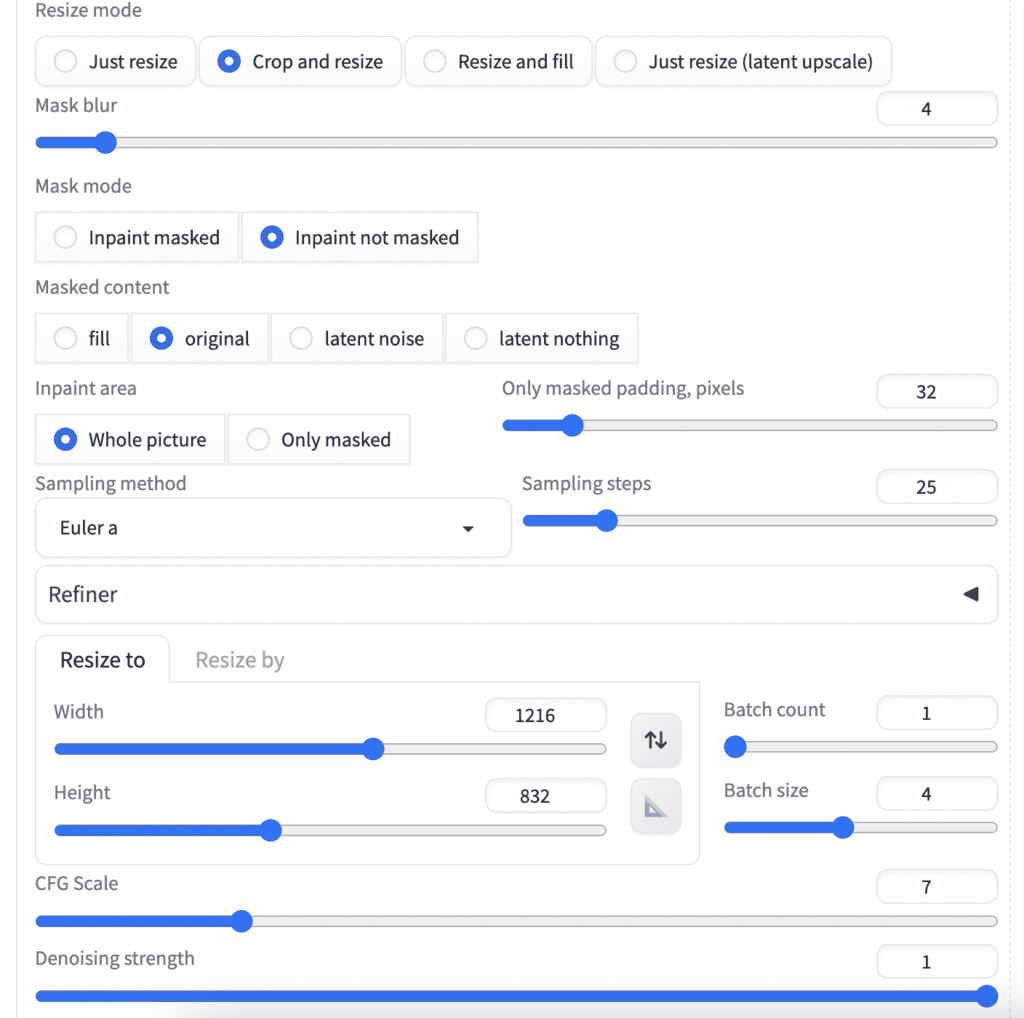 Resize mode
Just resize Crop and resize Resize and fill Just resize (latent upscale)
Mask blur 4
Mask mode
Inpaint masked Inpaint not masked
Masked content
fill original latent noise latent nothing
Inpaint area Only masked padding, pixels 32
Whole picture Only masked
Sampling method Sampling steps 25
Euler a
Refiner
Resize to Resize by
Width 1216 Batch count 1
Height 832 Batch size 4
CFG Scale 7
Denoising strength 1